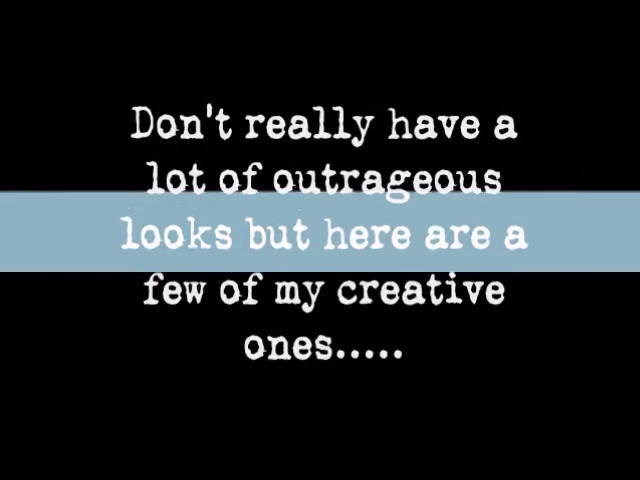 Don't really have a
lot of outrageous
looks but here are a
few of my creative
ones.....